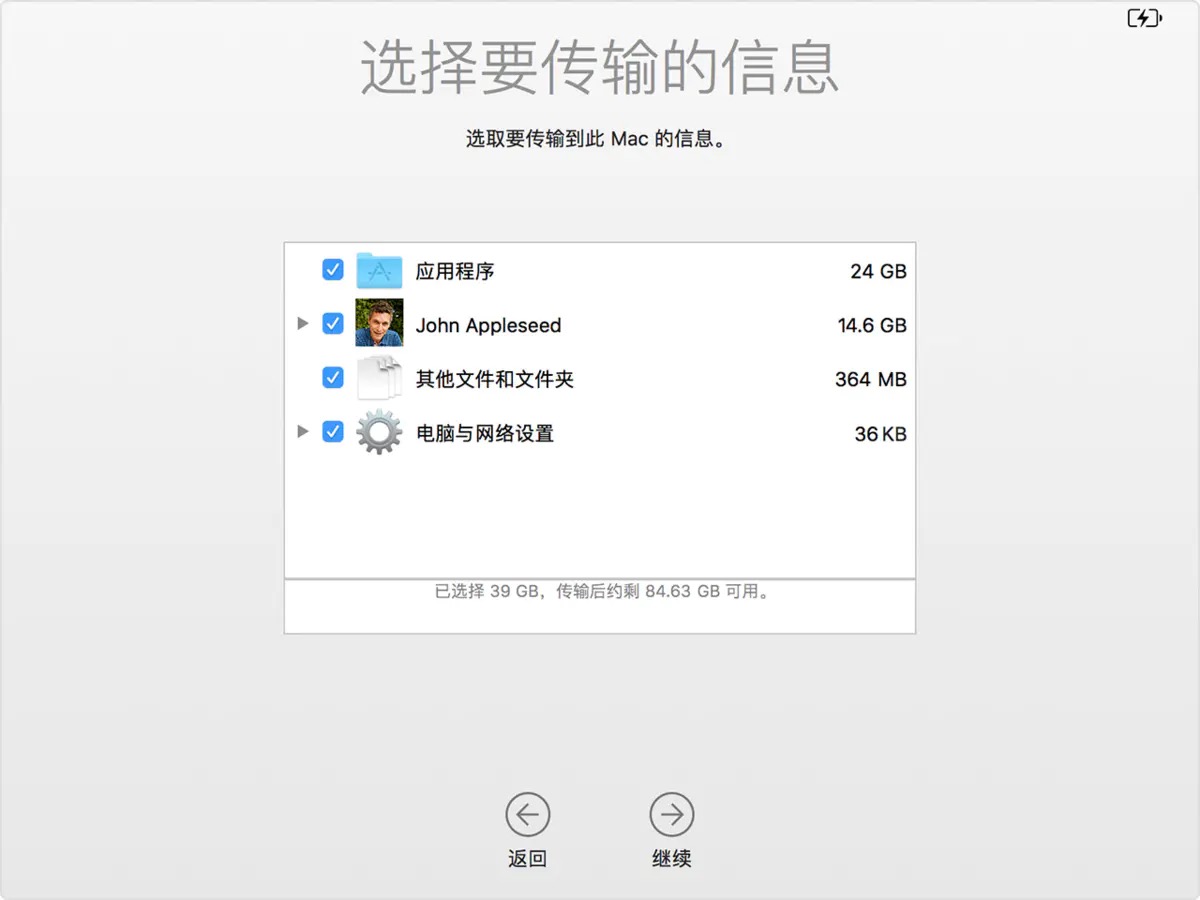 选择要传输的信息
选取要传输到此 Mac 的信息。
应用程序 24 GB
John Appleseed 14.6 GB
其他文件和文件夹 364 MB
电脑与网络设置 36 KB
已选择 39 GB，传输后约剩 84.63 GB 可用。
返回 继续